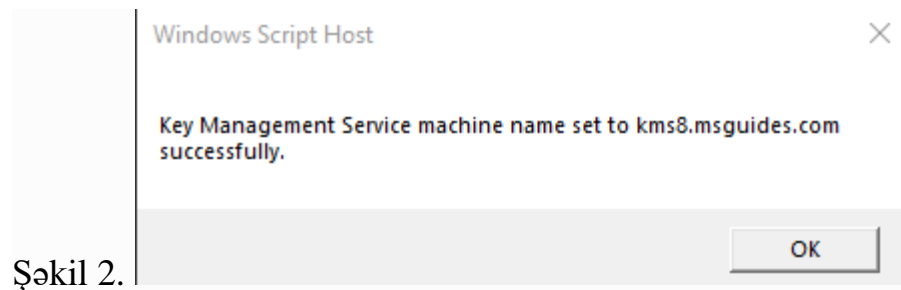 Windows Script Host
Key Management Service machine name set to kms8.msguides.com
successfully.
OK
Şəkil 2.